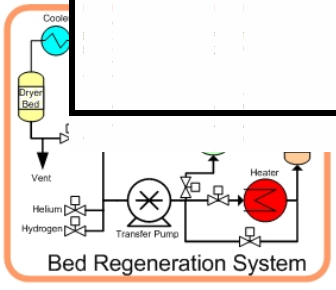 Cooler
Dryer
Bed
Vent
Heater
Helium
Hydrogen
Transfer Pump
Bed Regeneration System